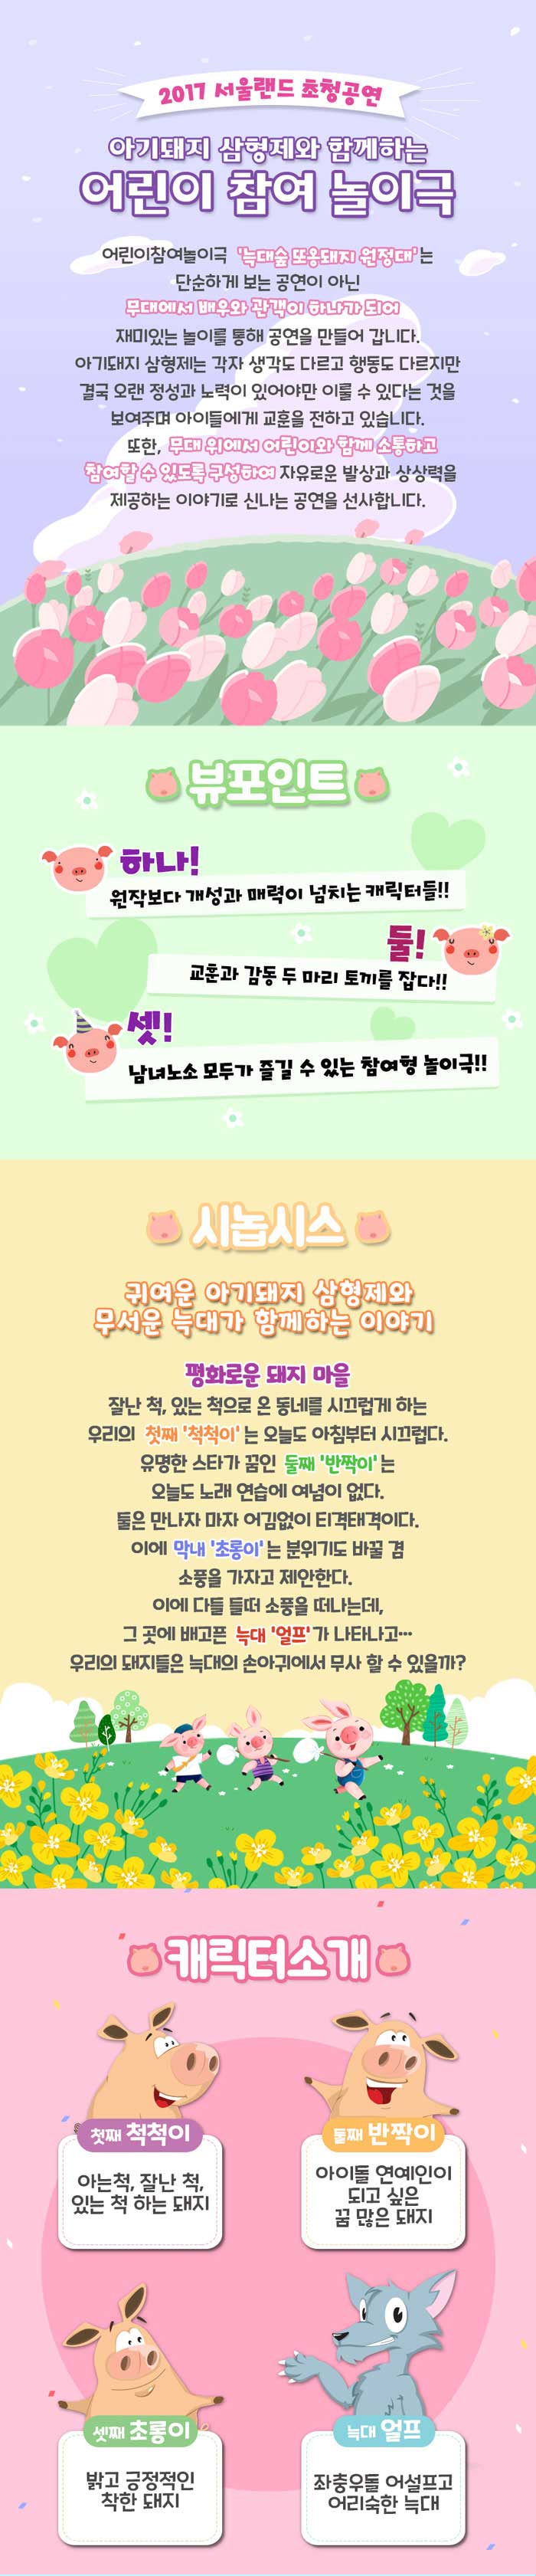 2017 서울랜드 초청공연
아기돼지 삼형제와 함께하는
어린이 참여 놀이극
어린이참여놀이극 '늑대숲 또옹돼지 원정대'는
단순하게 보는 공연이 아닌
무대에서 배우와 관객이 하나가 되어
재미있는 놀이를 통해 공연을 만들어 갑니다.
아기돼지 삼형제는 각자 생각도 다르고 행동도 다르지만
결국 오랜 정성과 노력이 있어야만 이룰 수 있다는 것을
보여주며 아이들에게 교훈을 전하고 있습니다.
또한, 무대 위에서 어린이와 함께 소통하고
참여할 수 있도록 구성하여 자유로운 발상과 상상력을
제공하는 이야기로 신나는 공연을 선사합니다.
뷰포인트
하나!
원작보다 개성과 매력이 넘치는 캐릭터들!!
둘!
교훈과 감동 두 마리 토끼를 잡다!!
셋!
남녀노소 모두가 즐길 수 있는 참여형 놀이극!!
시놉시스
귀여운 아기돼지 삼형제와
무서운 늑대가 함께하는 이야기
평화로운 돼지 마을
잘난 척, 있는 척으로 온 동네를 시끄럽게 하는
우리의 첫째 '척척이' 는 오늘도 아침부터 시끄럽다.
유명한 스타가 꿈인 둘째 '반짝이' 는
오늘도 노래 연습에 여념이 없다.
둘은 만나자 마자 어김없이 티격태격이다.
이에 막내 '초롱이' 는 분위기도 바꿀 겸
소풍을 가자고 제안한다.
이에 다들 들떠 소풍을 떠나는데,
그 곳에 배고픈 늑대 '얼프' 가 나타나고…
우리의 돼지들은 늑대의 손아귀에서 무사 할 수 있을까?
캐릭터소개
첫째 척척이
아는척, 잘난 척,
있는 척 하는 돼지
둘째 반짝이
아이돌 연예인이
되고 싶은
꿈 많은 돼지
셋째 초롱이
밝고 긍정적인
착한 돼지
늑대 얼프
좌충우돌 어설프고
어리숙한 늑대